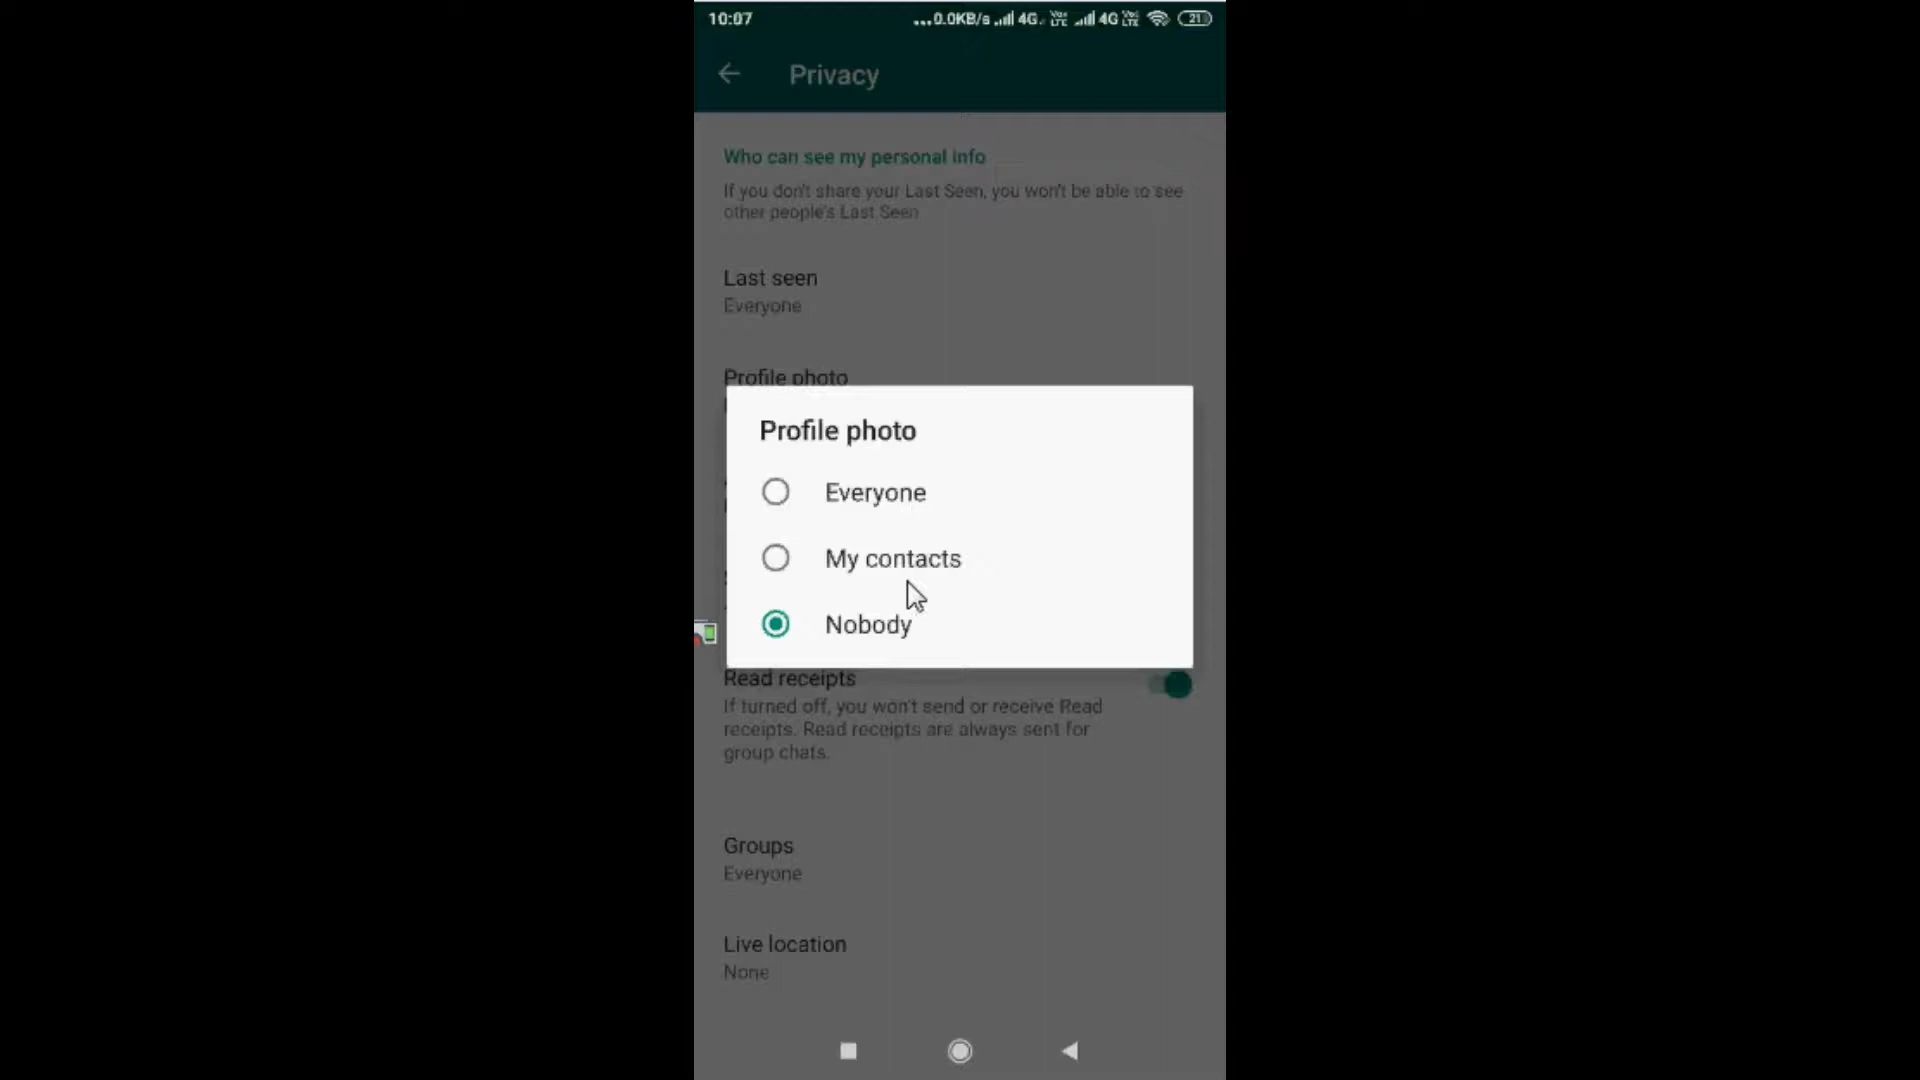 10:07
...0.0KB/s 4G VoLTE 4G VoLTE 21
Privacy
Who can see my personal info
If you don't share your Last Seen, you won't be able to see
other people's Last Seen
Last seen
Everyone
Profile photo
Profile photo
Everyone
My contacts
Nobody
Read receipts
If turned off, you won't send or receive Read
receipts. Read receipts are always sent for
group chats.
Groups
Everyone
Live location
None